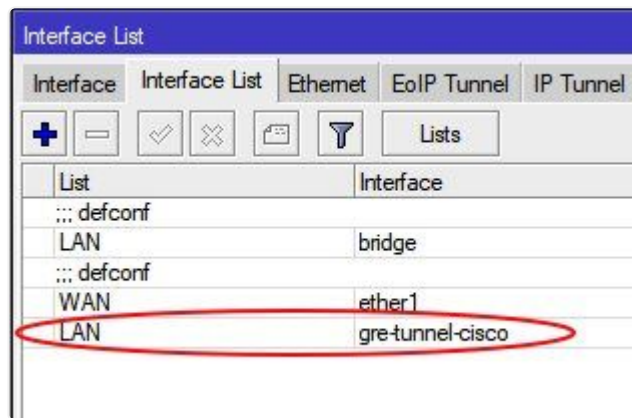 Interface List
Interface Interface List Ethernet EoIP Tunnel IP Tunnel
Lists
List Interface
;;; defconf
LAN bridge
;;; defconf
WAN ether1
LAN gre-tunnel-cisco